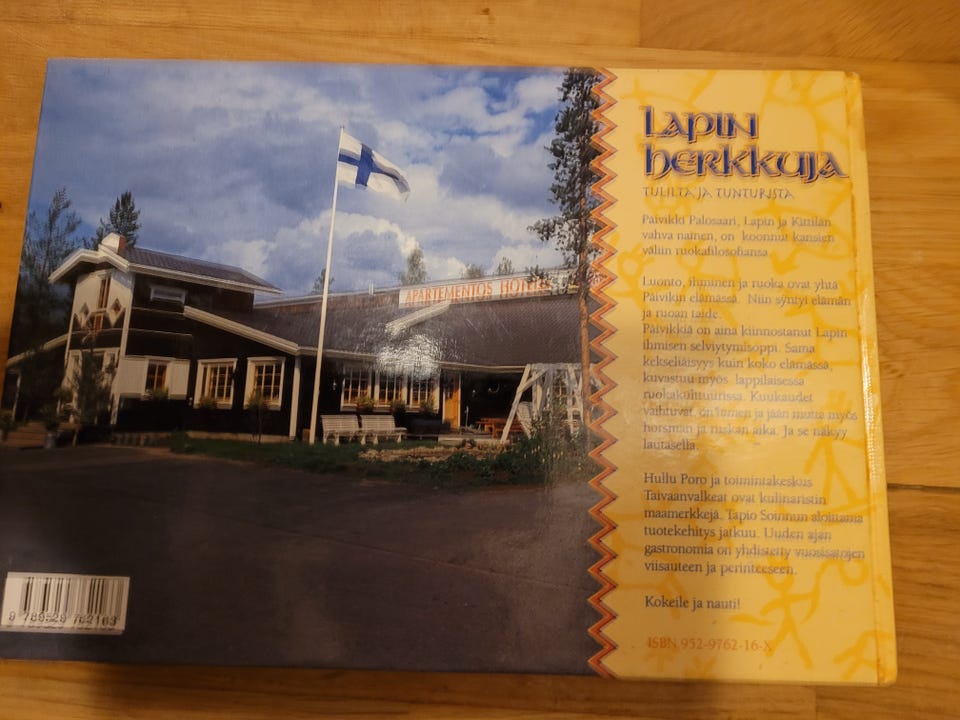 APARTEMENTOS HOTELL
Lapin
herkkuja
TULILTA JA TUNTURISTA
Päivikki Palosaari, Lapin ja Kittilän
vahva nainen, on koonnut kansien
väliin ruokafilosofiansa
Luonto, ihminen ja ruoka ovat yhtä
Päivikin elämässä. Niin syntyi elämän
ja ruoan taide.
Päivikkiä on aina kiinnostanut Lapin
ihmisen selviytymisoppi. Sama
kekseliäisyys kuin koko elämässä,
kuvastuu myös lappilaisessa
ruokakulttuurissa. Kuukaudet
vaihtuvat, on lumen ja jään mutta myös
horsman ja ruskan aika. Ja se näkyy
lautasella.
Hullu Poro ja toimintakeskus
Taivaanvalkeat ovat kulinaristin
maamerkkejä. Tapio Soinnun aloittama
tuotekehitys jatkuu. Uuden ajan
gastronomia on yhdistetty vuosisatojen
viisauteen ja perinteeseen.
Kokeile ja nauti!
ISBN 952-9762-16-X
9 789529 762163